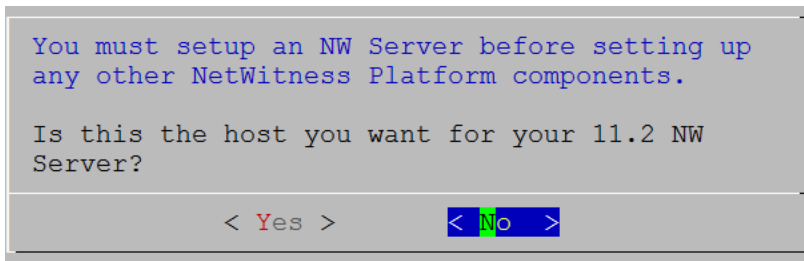 You must setup an NW Server before setting up
any other NetWitness Platform components.
Is this the host you want for your 11.2 NW
Server?
< Yes > < No >